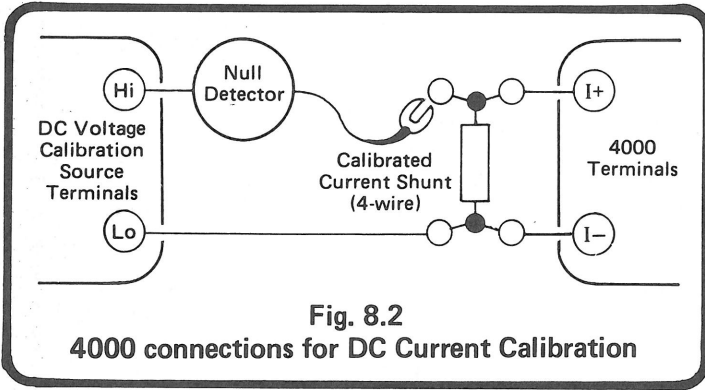 Hi
Null
Detector
I+
DC Voltage
Calibration
Source
Terminals
Calibrated
Current Shunt
(4-wire)
4000
Terminals
Lo
I–
Fig. 8.2
4000 connections for DC Current Calibration